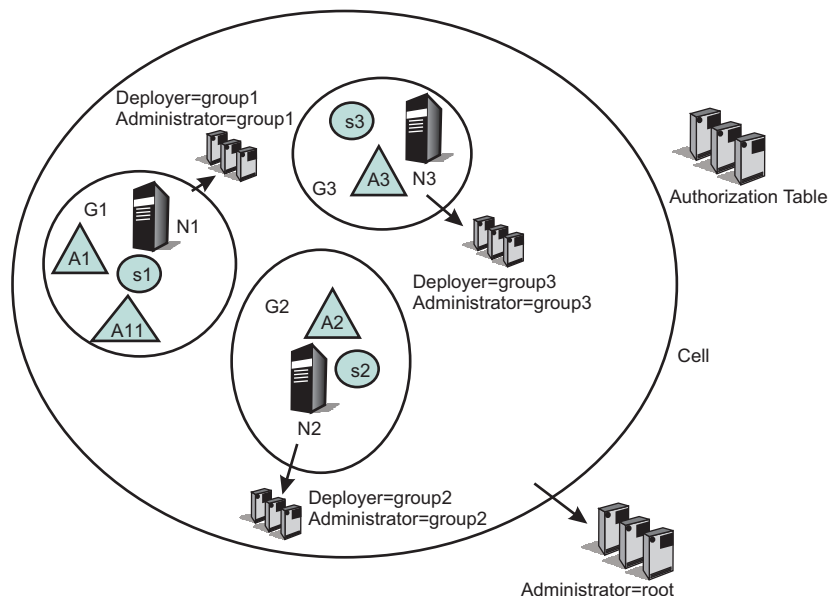 Deployer=group1
Administrator=group1
s3
A3
N3
G3
Authorization Table
G1
N1
A1
s1
A11
Deployer=group3
Administrator=group3
G2
A2
s2
N2
Cell
Deployer=group2
Administrator=group2
Administrator=root